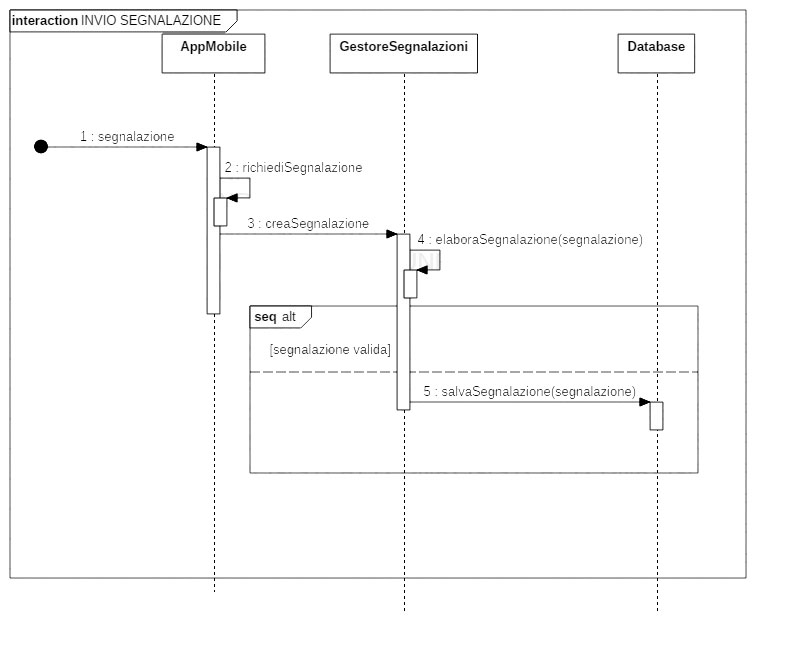 interaction INVIO SEGNALAZIONE
AppMobile
GestoreSegnalazioni
Database
1 : segnalazione
2 : richiediSegnalazione
3 : creaSegnalazione
4 : elaboraSegnalazione(segnalazione)
seq alt
[segnalazione valida]
5 : salvaSegnalazione(segnalazione)